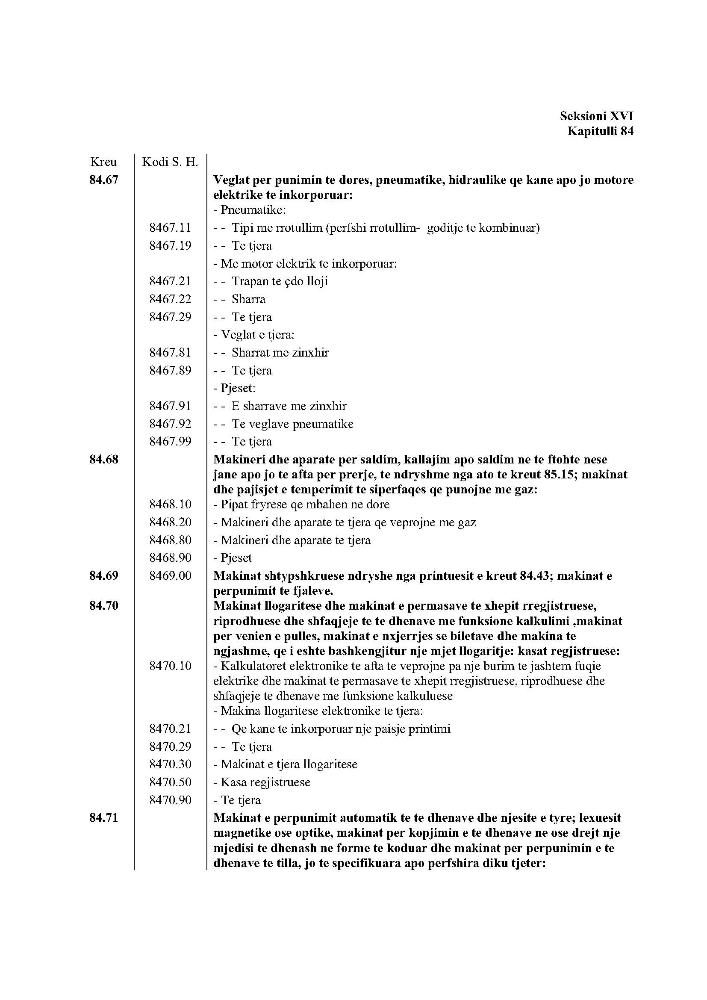 Seksioni XVI
Kapitulli 84
Kreu Kodi S. H.
84.67 Veglat per punimin te dores, pneumatike, hidraulike qe kane apo jo motore
elektrike te inkorporuar:
- Pneumatike:
8467.11 - - Tipi me rrotullim (perfshi rrotullim- goditje te kombinuar)
8467.19 - - Te tjera
- Me motor elektrik te inkorporuar:
8467.21 - - Trapan te çdo lloji
8467.22 - - Sharra
8467.29 - - Te tjera
- Veglat e tjera:
8467.81 - - Sharrat me zinxhir
8467.89 - - Te tjera
- Pjeset:
8467.91 - - E sharrave me zinxhir
8467.92 - - Te veglave pneumatike
8467.99 - - Te tjera
84.68 Makineri dhe aparate per saldim, kallajim apo saldim ne te ftohte nese
jane apo jo te afta per prerje, te ndryshme nga ato te kreut 85.15; makinat
dhe pajisjet e temperimit te siperfaqes qe punojne me gaz:
8468.10 - Pipat fryrese qe mbahen ne dore
8468.20 - Makineri dhe aparate te tjera qe veprojne me gaz
8468.80 - Makineri dhe aparate te tjera
8468.90 - Pjeset
84.69 8469.00 Makinat shtypshkruese ndryshe nga printuesit e kreut 84.43; makinat e
perpunimit te fjaleve.
84.70 Makinat llogaritese dhe makinat e permasave te xhepit rregjistruese,
riprodhuese dhe shfaqjeje te te dhenave me funksione kalkulimi ,makinat
per venien e pulles, makinat e nxjerrjes se biletave dhe makina te
ngjashme, qe i eshte bashkengjitur nje mjet llogaritje: kasat regjistruese:
8470.10 - Kalkulatoret elektronike te afta te veprojne pa nje burim te jashtem fuqie
elektrike dhe makinat te permasave te xhepit rregjistruese, riprodhuese dhe
shfaqjeje te dhenave me funksione kalkuluese
- Makina llogaritese elektronike te tjera:
8470.21 - - Qe kane te inkorporuar nje paisje printimi
8470.29 - - Te tjera
8470.30 - Makinat e tjera llogaritese
8470.50 - Kasa regjistruese
8470.90 - Te tjera
84.71 Makinat e perpunimit automatik te te dhenave dhe njesite e tyre; lexuesit
magnetike ose optike, makinat per kopjimin e te dhenave ne ose drejt nje
mjedisi te dhenash ne forme te koduar dhe makinat per perpunimin e te
dhenave te tilla, jo te specifikuara apo perfshira diku tjeter: